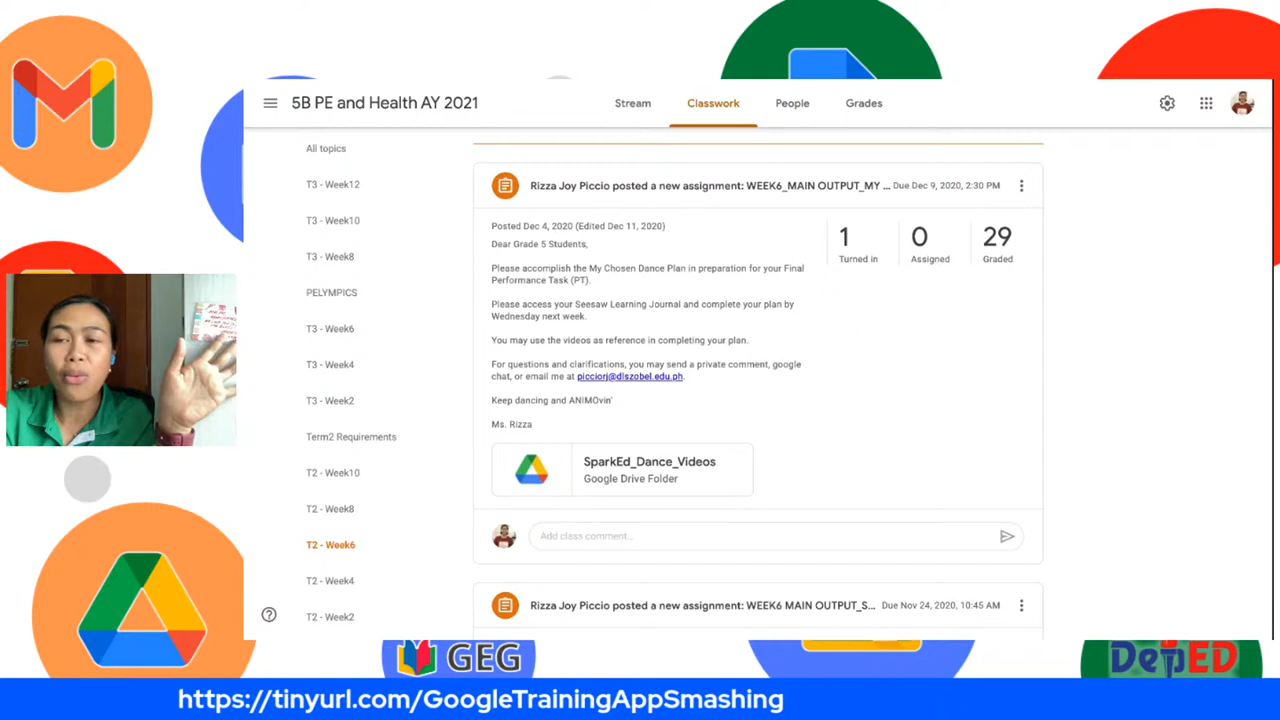 5B PE and Health AY 2021
Stream
Classwork
People
Grades
All topics
T3 - Week12
T3 - Week10
T3 - Week8
PELYMPICS
T3 - Week6
T3 - Week4
T3 - Week2
Term2 Requirements
T2 - Week10
T2 - Week8
T2 - Week6
T2 - Week4
T2 - Week2
Rizza Joy Piccio posted a new assignment: WEEK6_MAIN OUTPUT_MY ... Due Dec 9, 2020, 2:30 PM
Posted Dec 4, 2020 (Edited Dec 11, 2020)
Dear Grade 5 Students,
Please accomplish the My Chosen Dance Plan in preparation for your Final
Performance Task (PT).
Please access your Seesaw Learning Journal and complete your plan by
Wednesday next week.
You may use the videos as reference in completing your plan.
For questions and clarifications, you may send a private comment, google
chat, or email me at picciorj@dlszobel.edu.ph.
Keep dancing and ANIMOvin'
Ms. Rizza
1
Turned in
0
Assigned
29
Graded
SparkEd_Dance_Videos
Google Drive Folder
Add class comment...
Rizza Joy Piccio posted a new assignment: WEEK6 MAIN OUTPUT_S... Due Nov 24, 2020, 10:45 AM
GEG
DepED
https://tinyurl.com/GoogleTrainingAppSmashing